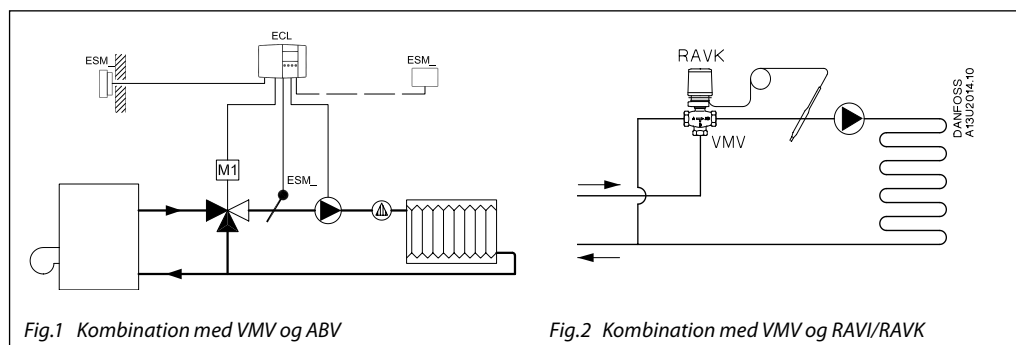 ECL
ESM_
ESM_
M1
ESM_
Fig.1 Kombination med VMV og ABV
RAVK
VMV
DANFOSS
A13U2014.10
Fig.2 Kombination med VMV og RAVI/RAVK